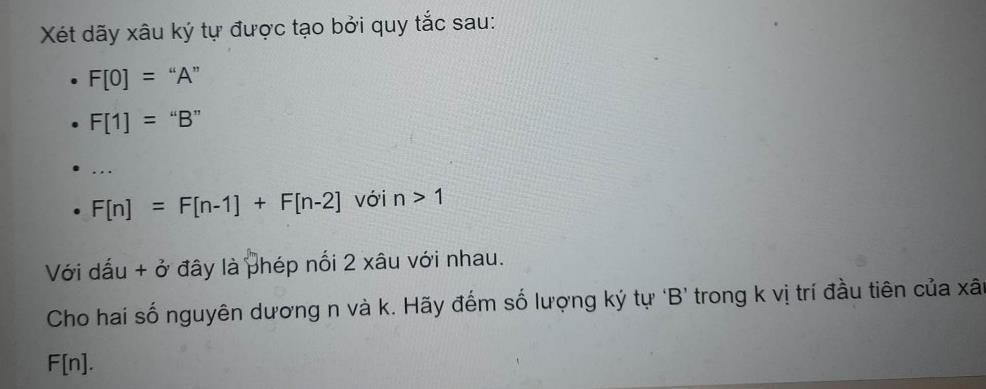 Xét dãy xâu ký tự được tạo bởi quy tắc sau:
• F[0] = “A”
• F[1] = “B”
• ...
• F[n] = F[n-1] + F[n-2] với n > 1
Với dấu + ở đây là phép nối 2 xâu với nhau.
Cho hai số nguyên dương n và k. Hãy đếm số lượng ký tự ‘B’ trong k vị trí đầu tiên của
F[n].